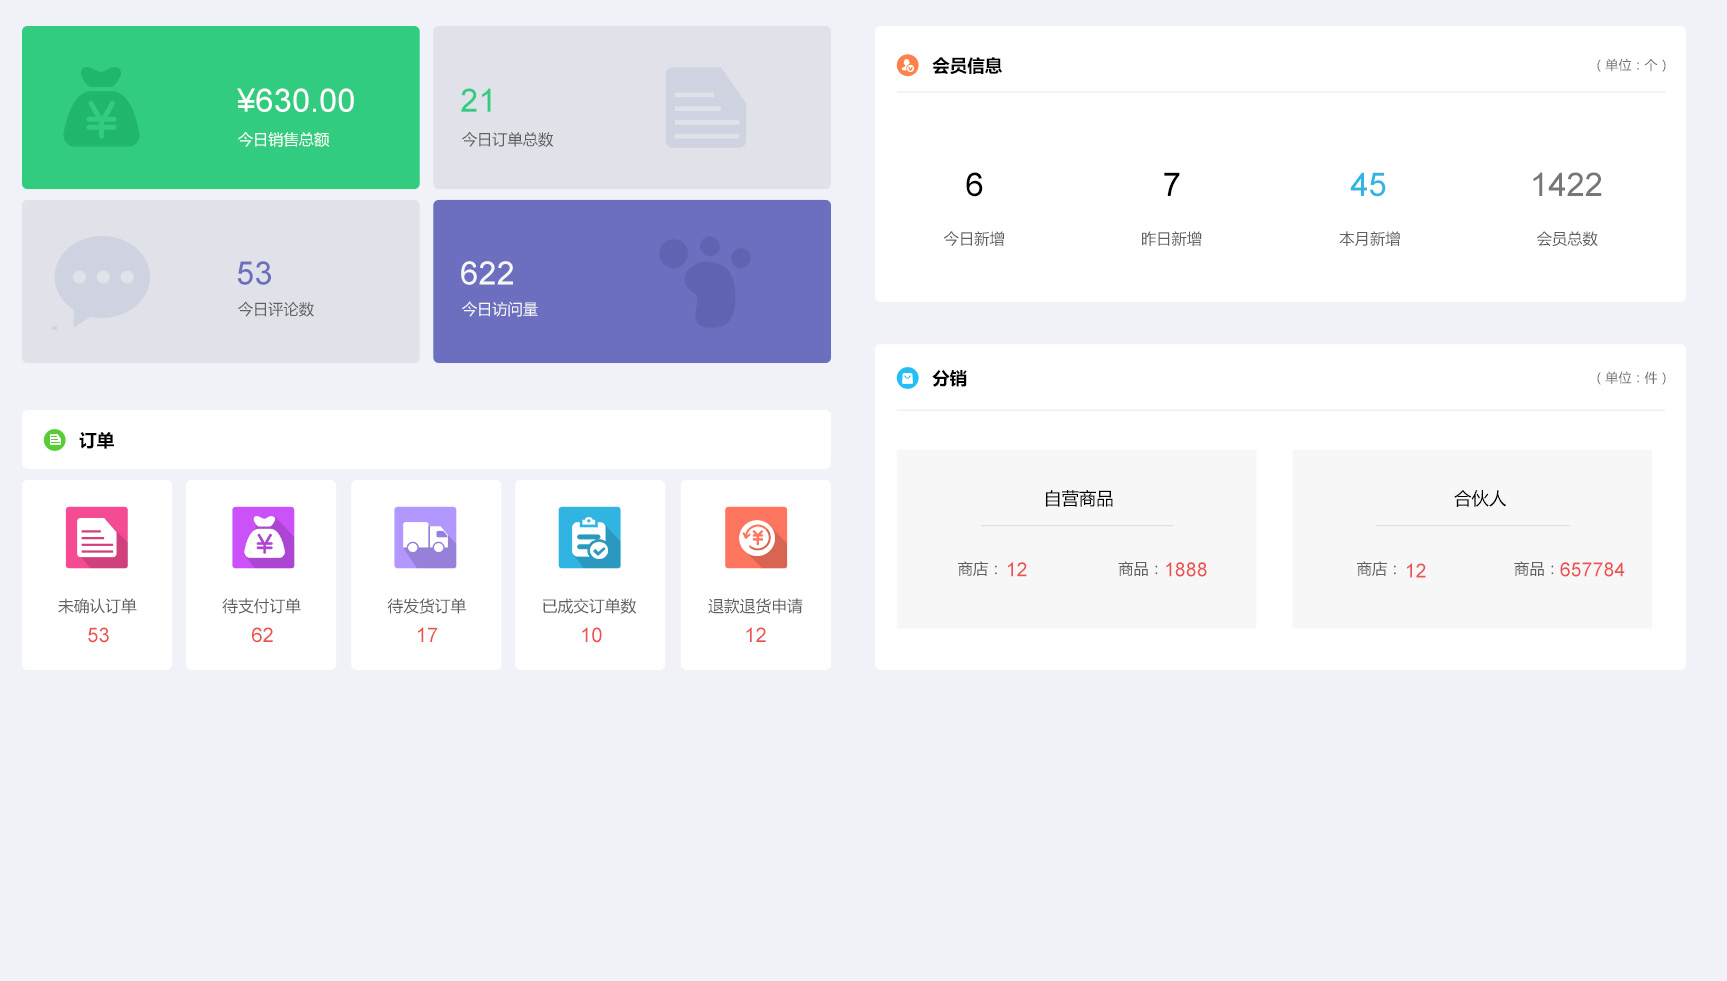 ¥630.00
今日销售总额
21
今日订单总数
53
今日评论数
622
今日访问量
订单
未确认订单
53
待支付订单
62
待发货订单
17
已成交订单数
10
退款退货申请
12
会员信息
( 单位 : 个 )
6
今日新增
7
昨日新增
45
本月新增
1422
会员总数
分销
( 单位 : 件 )
自营商品
商店 : 12
商品 : 1888
合伙人
商店 : 12
商品 : 657784